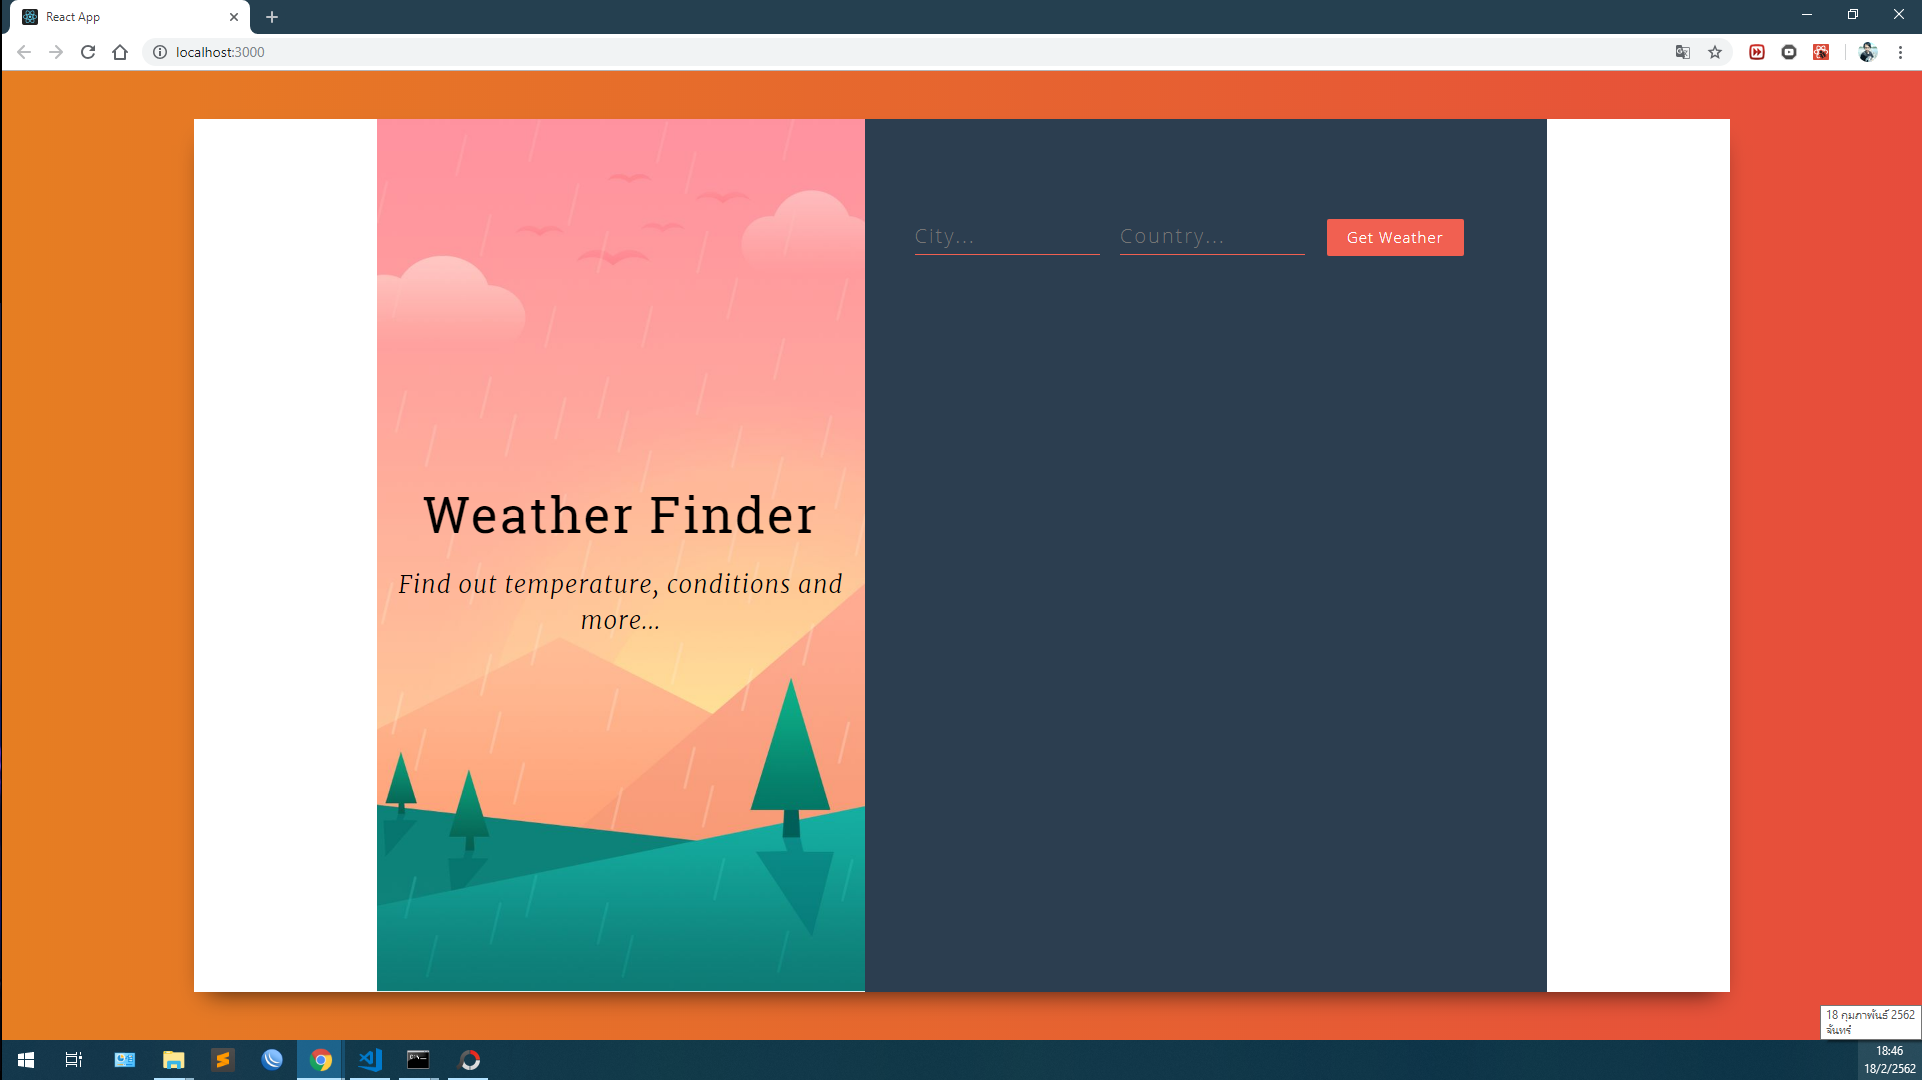 React App
localhost:3000
City...
Country...
Get Weather
Weather Finder
Find out temperature, conditions and
more...
18 กุมภาพันธ์ 2562
จันทร์
18:46
18/2/2562